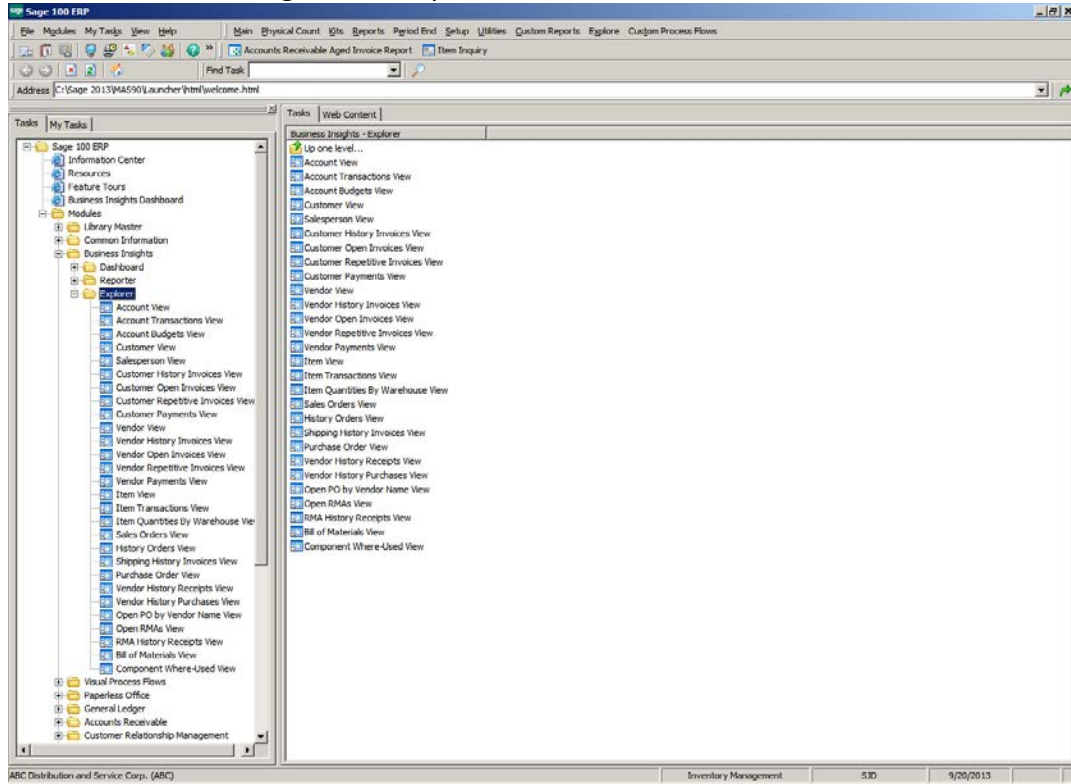 Sage 100 ERP
File Modules My Tasks View Help Main Physical Count Kits Reports Period End Setup Utilities Custom Reports Explore Custom Process Flows
» Accounts Receivable Aged Invoice Report Item Inquiry
Find Task
Address C:\Sage 2013\MAS90\Launcher\html\welcome.html
Tasks My Tasks
Sage 100 ERP
Information Center
Resources
Feature Tours
Business Insights Dashboard
Modules
Library Master
Common Information
Business Insights
Dashboard
Reporter
Explorer
Account View
Account Transactions View
Account Budgets View
Customer View
Salesperson View
Customer History Invoices View
Customer Open Invoices View
Customer Repetitive Invoices View
Customer Payments View
Vendor View
Vendor History Invoices View
Vendor Open Invoices View
Vendor Repetitive Invoices View
Vendor Payments View
Item View
Item Transactions View
Item Quantities By Warehouse Vie
Sales Orders View
History Orders View
Shipping History Invoices View
Purchase Order View
Vendor History Receipts View
Vendor History Purchases View
Open PO by Vendor Name View
Open RMAs View
RMA History Receipts View
Bill of Materials View
Component Where-Used View
Visual Process Flows
Paperless Office
General Ledger
Accounts Receivable
Customer Relationship Management
Tasks Web Content
Business Insights - Explorer
Up one level...
Account View
Account Transactions View
Account Budgets View
Customer View
Salesperson View
Customer History Invoices View
Customer Open Invoices View
Customer Repetitive Invoices View
Customer Payments View
Vendor View
Vendor History Invoices View
Vendor Open Invoices View
Vendor Repetitive Invoices View
Vendor Payments View
Item View
Item Transactions View
Item Quantities By Warehouse View
Sales Orders View
History Orders View
Shipping History Invoices View
Purchase Order View
Vendor History Receipts View
Vendor History Purchases View
Open PO by Vendor Name View
Open RMAs View
RMA History Receipts View
Bill of Materials View
Component Where-Used View
ABC Distribution and Service Corp. (ABC) Inventory Management SJD 9/20/2013